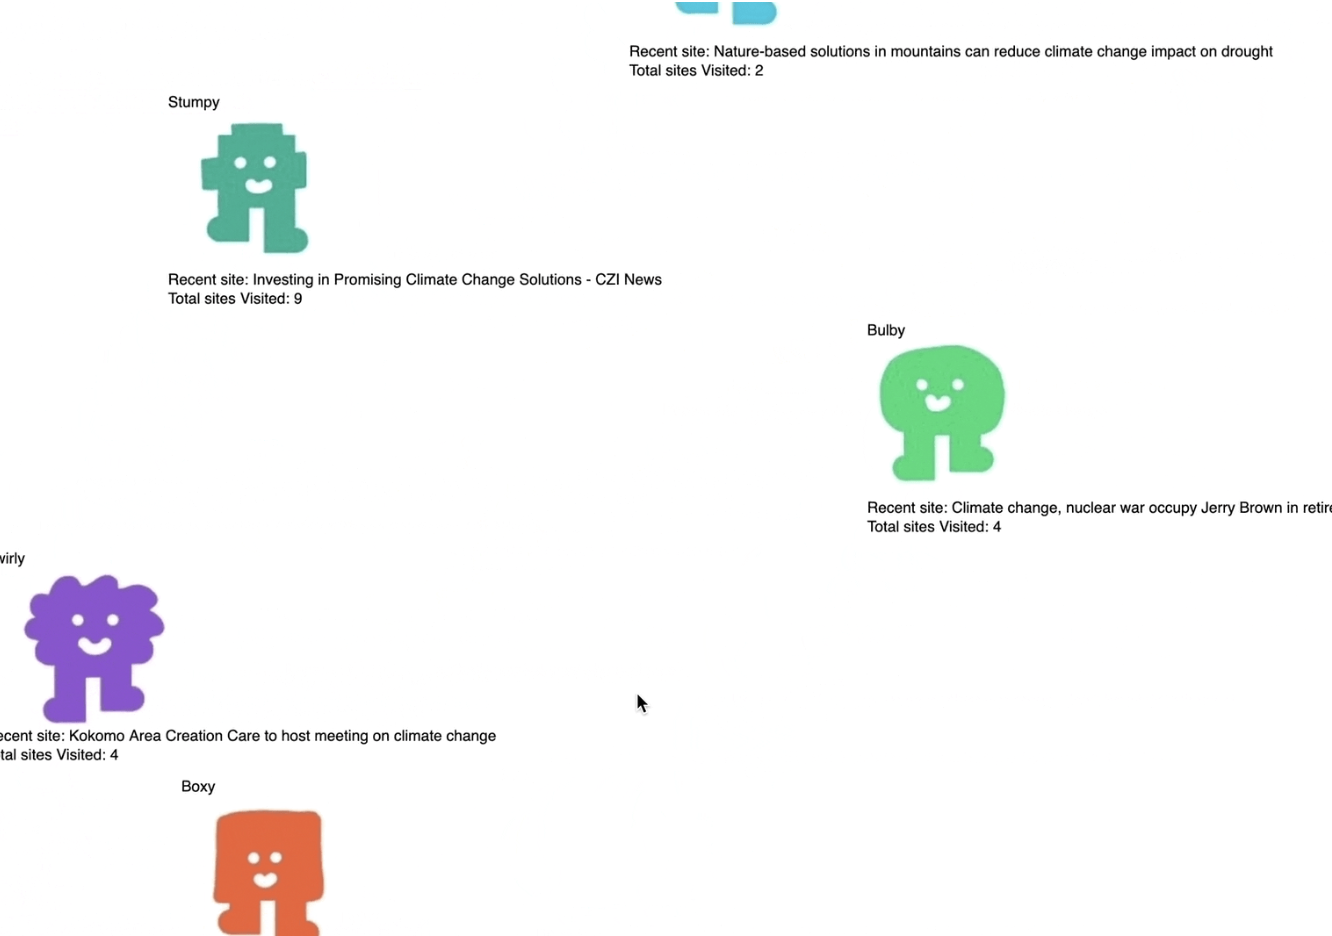 Recent site: Nature-based solutions in mountains can reduce climate change impact on drought
Total sites Visited: 2
Stumpy
Recent site: Investing in Promising Climate Change Solutions - CZI News
Total sites Visited: 9
Bulby
Recent site: Climate change, nuclear war occupy Jerry Brown in retire
Total sites Visited: 4
wirly
ecent site: Kokomo Area Creation Care to host meeting on climate change
tal sites Visited: 4
Boxy